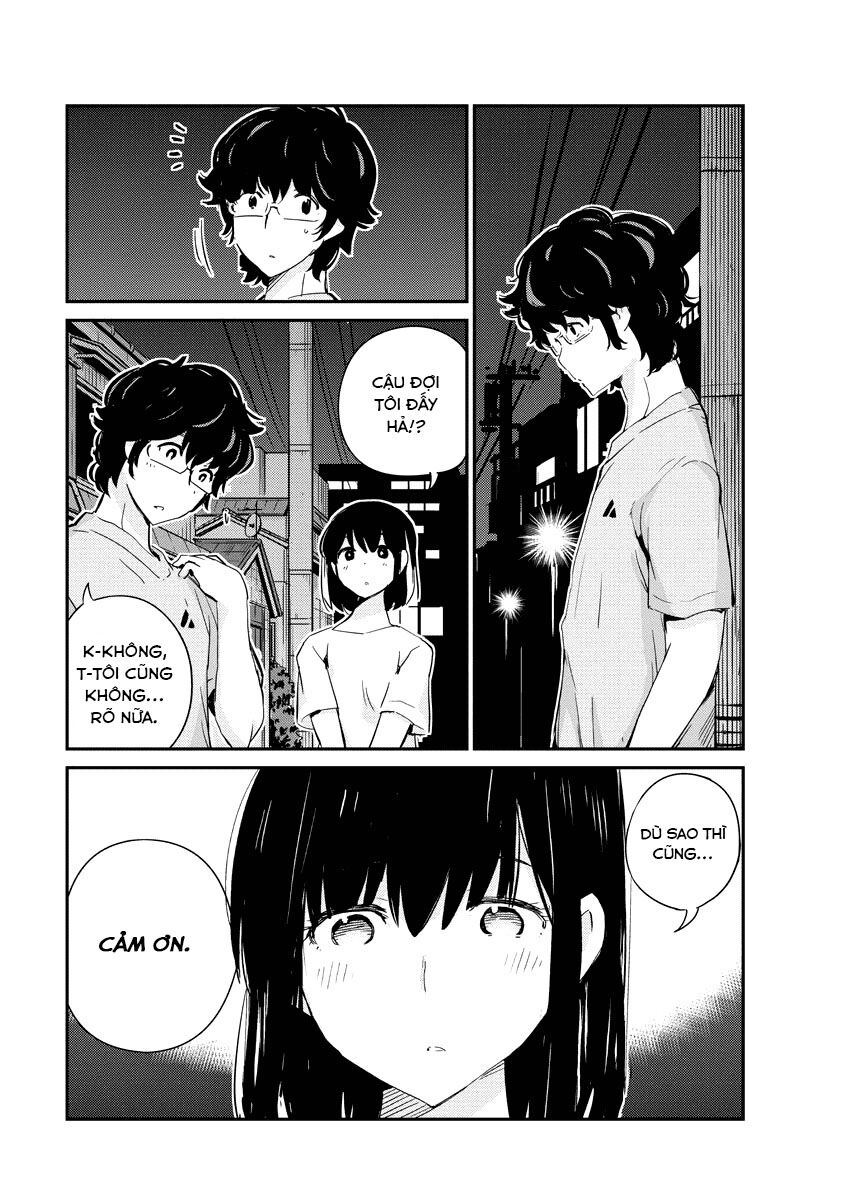 CẬU ĐỢI
TÔI ĐẤY
HẢ!?
K-KHÔNG,
T-TÔI CŨNG
KHÔNG...
RÕ NỮA.
DÙ SAO THÌ
CŨNG...
CẢM ƠN.